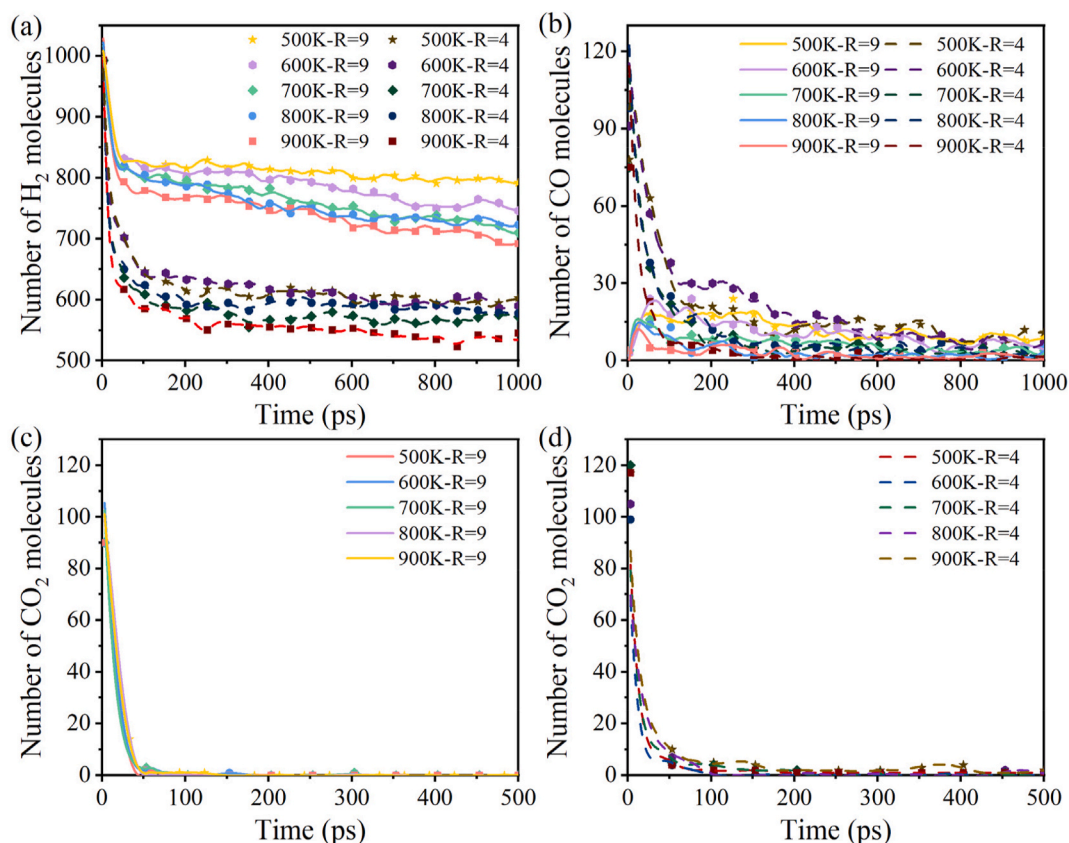 (a)
Number of H2 molecules
1000
900
800
700
600
500
500K-R=9 500K-R=4
600K-R=9 600K-R=4
700K-R=9 700K-R=4
800K-R=9 800K-R=4
900K-R=9 900K-R=4
0 200 400 600 800 1000
Time (ps)
(b)
Number of CO molecules
120
90
60
30
0
500K-R=9 500K-R=4
600K-R=9 600K-R=4
700K-R=9 700K-R=4
800K-R=9 800K-R=4
900K-R=9 900K-R=4
0 200 400 600 800 1000
Time (ps)
(c)
Number of CO2 molecules
120
100
80
60
40
20
0
500K-R=9
600K-R=9
700K-R=9
800K-R=9
900K-R=9
0 100 200 300 400 500
Time (ps)
(d)
Number of CO2 molecules
120
100
80
60
40
20
0
500K-R=4
600K-R=4
700K-R=4
800K-R=4
900K-R=4
0 100 200 300 400 500
Time (ps)